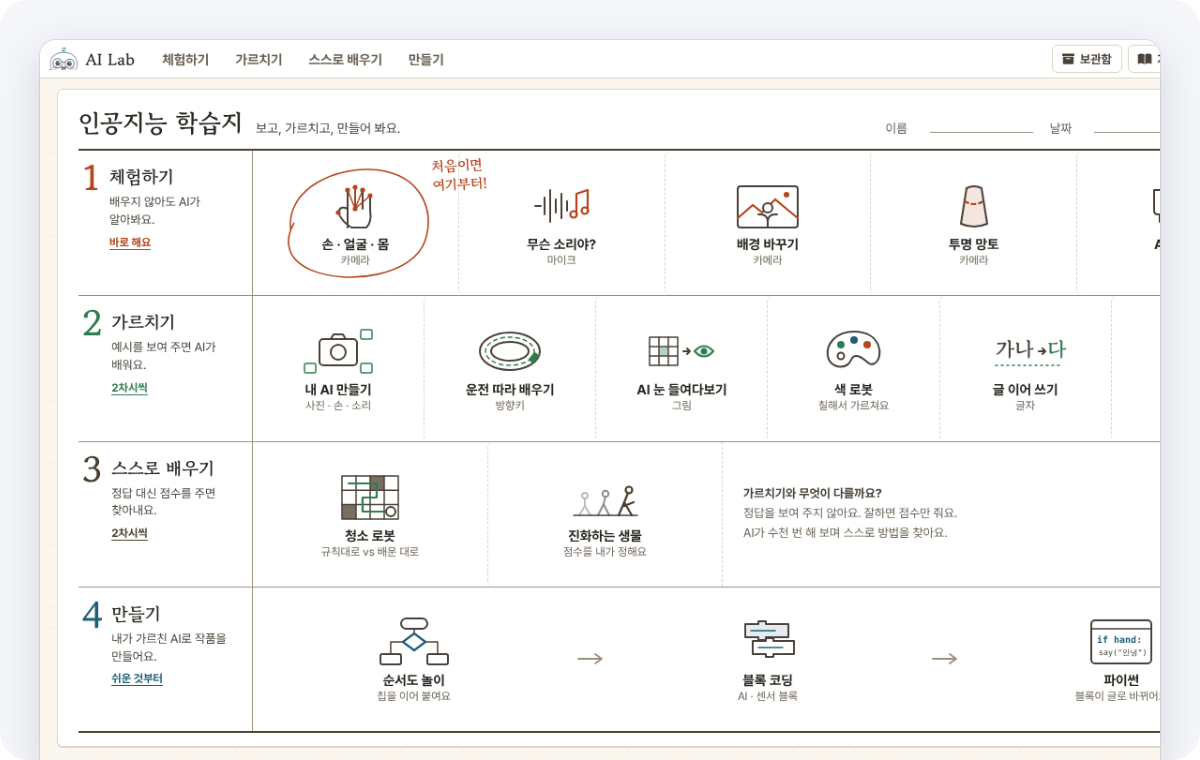 AI Lab 체험하기 가르치기 스스로 배우기 만들기 보관함
인공지능 학습지 보고, 가르치고, 만들어 봐요. 이름 날짜
1 체험하기
배우지 않아도 AI가
알아봐요.
바로 해요
처음이면
여기부터!
손 · 얼굴 · 몸
카메라
무슨 소리야?
마이크
배경 바꾸기
카메라
투명 망토
카메라
2 가르치기
예시를 보여 주면 AI가
배워요.
2차시씩
내 AI 만들기
사진 · 손 · 소리
운전 따라 배우기
방향키
AI 눈 들여다보기
그림
색 로봇
칠해서 가르쳐요
가나→다
글 이어 쓰기
글자
3 스스로 배우기
정답 대신 점수를 주면
찾아내요.
2차시씩
청소 로봇
규칙대로 vs 배운 대로
진화하는 생물
점수를 내가 정해요
가르치기와 무엇이 다를까요?
정답을 보여 주지 않아요. 잘하면 점수만 줘요.
AI가 수천 번 해 보며 스스로 방법을 찾아요.
4 만들기
내가 가르친 AI로 작품을
만들어요.
쉬운 것부터
순서도 놀이
칩을 이어 붙여요
블록 코딩
AI · 센서 블록
if hand:
say("안녕")
파이썬
블록이 글로 바뀌어